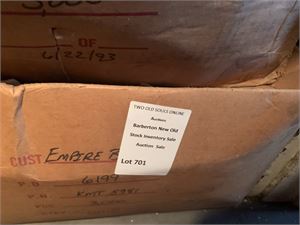 OF
6/22/93
TWO OLD SOULS ONLINE
Auctions
Barberton New Old
Stock Inventory Sale
Auction Sale
Lot 701
CUST EMPIRE
P.O. 6199
P.N. KMT